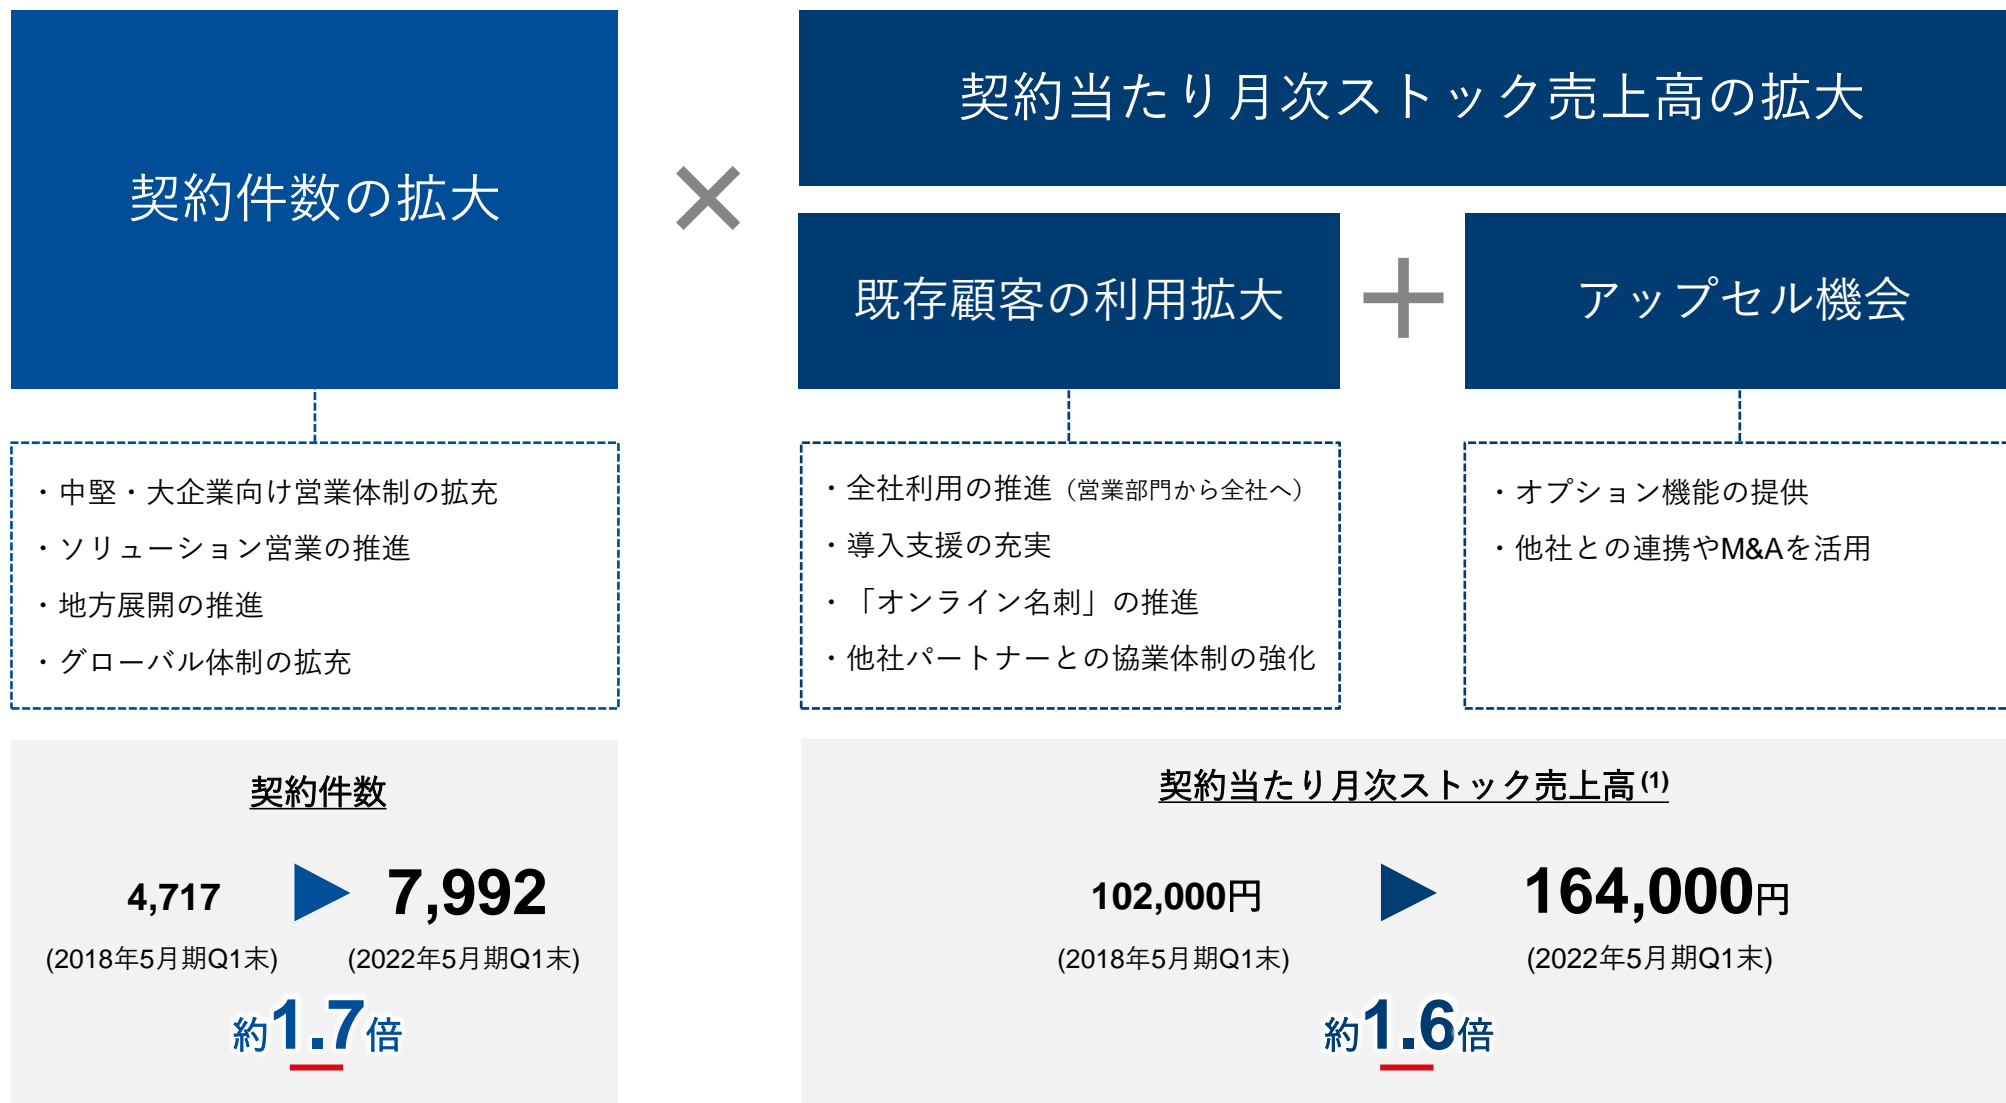 契約件数の拡大
×
契約当たり月次ストック売上高の拡大
既存顧客の利用拡大
＋
アップセル機会
・中堅・大企業向け営業体制の拡充
・ソリューション営業の推進
・地方展開の推進
・グローバル体制の拡充
・全社利用の推進（営業部門から全社へ）
・導入支援の充実
・「オンライン名刺」の推進
・他社パートナーとの協業体制の強化
・オプション機能の提供
・他社との連携やM&Aを活用
契約件数
4,717 7,992
(2018年5月期Q1末) (2022年5月期Q1末)
約1.7倍
契約当たり月次ストック売上高(1)
102,000円 164,000円
(2018年5月期Q1末) (2022年5月期Q1末)
約1.6倍